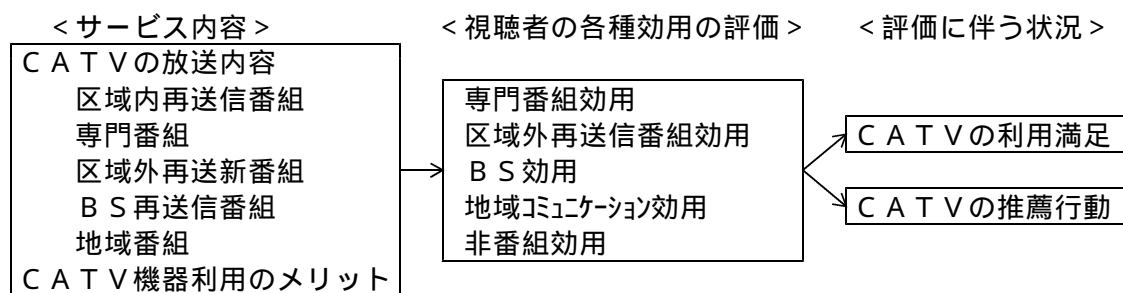 <サービス内容> <視聴者の各種効用の評価> <評価に伴う状況>
ＣＡＴＶの放送内容
区域内再送信番組
専門番組
区域外再送新番組
ＢＳ再送信番組
地域番組
ＣＡＴＶ機器利用のメリット
専門番組効用
区域外再送信番組効用
ＢＳ効用
地域ｺﾐｭﾆｹｰｼｮﾝ効用
非番組効用
ＣＡＴＶの利用満足
ＣＡＴＶの推薦行動